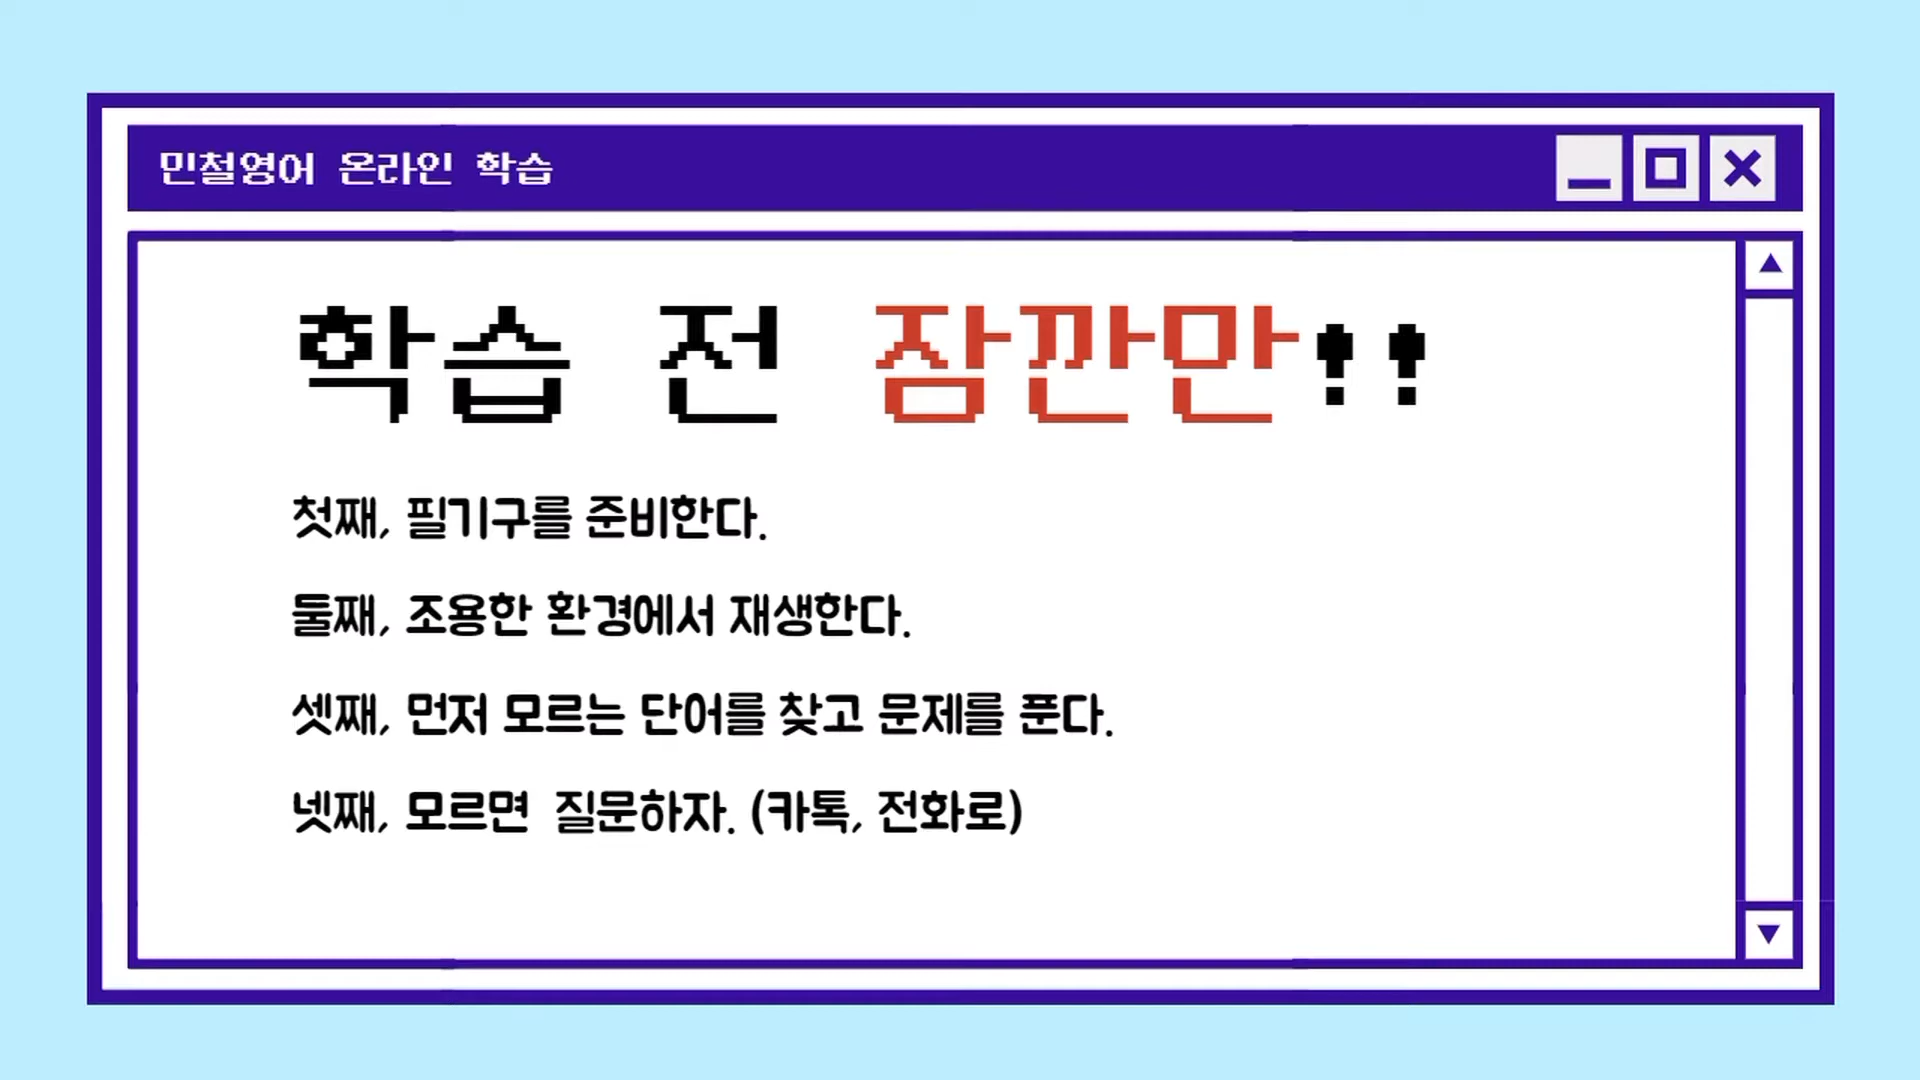 민철영어 온라인 학습
학습 전 잠깐만!!
첫째, 필기구를 준비한다.
둘째, 조용한 환경에서 재생한다.
셋째, 먼저 모르는 단어를 찾고 문제를 푼다.
넷째, 모르면 질문하자. (카톡, 전화로)